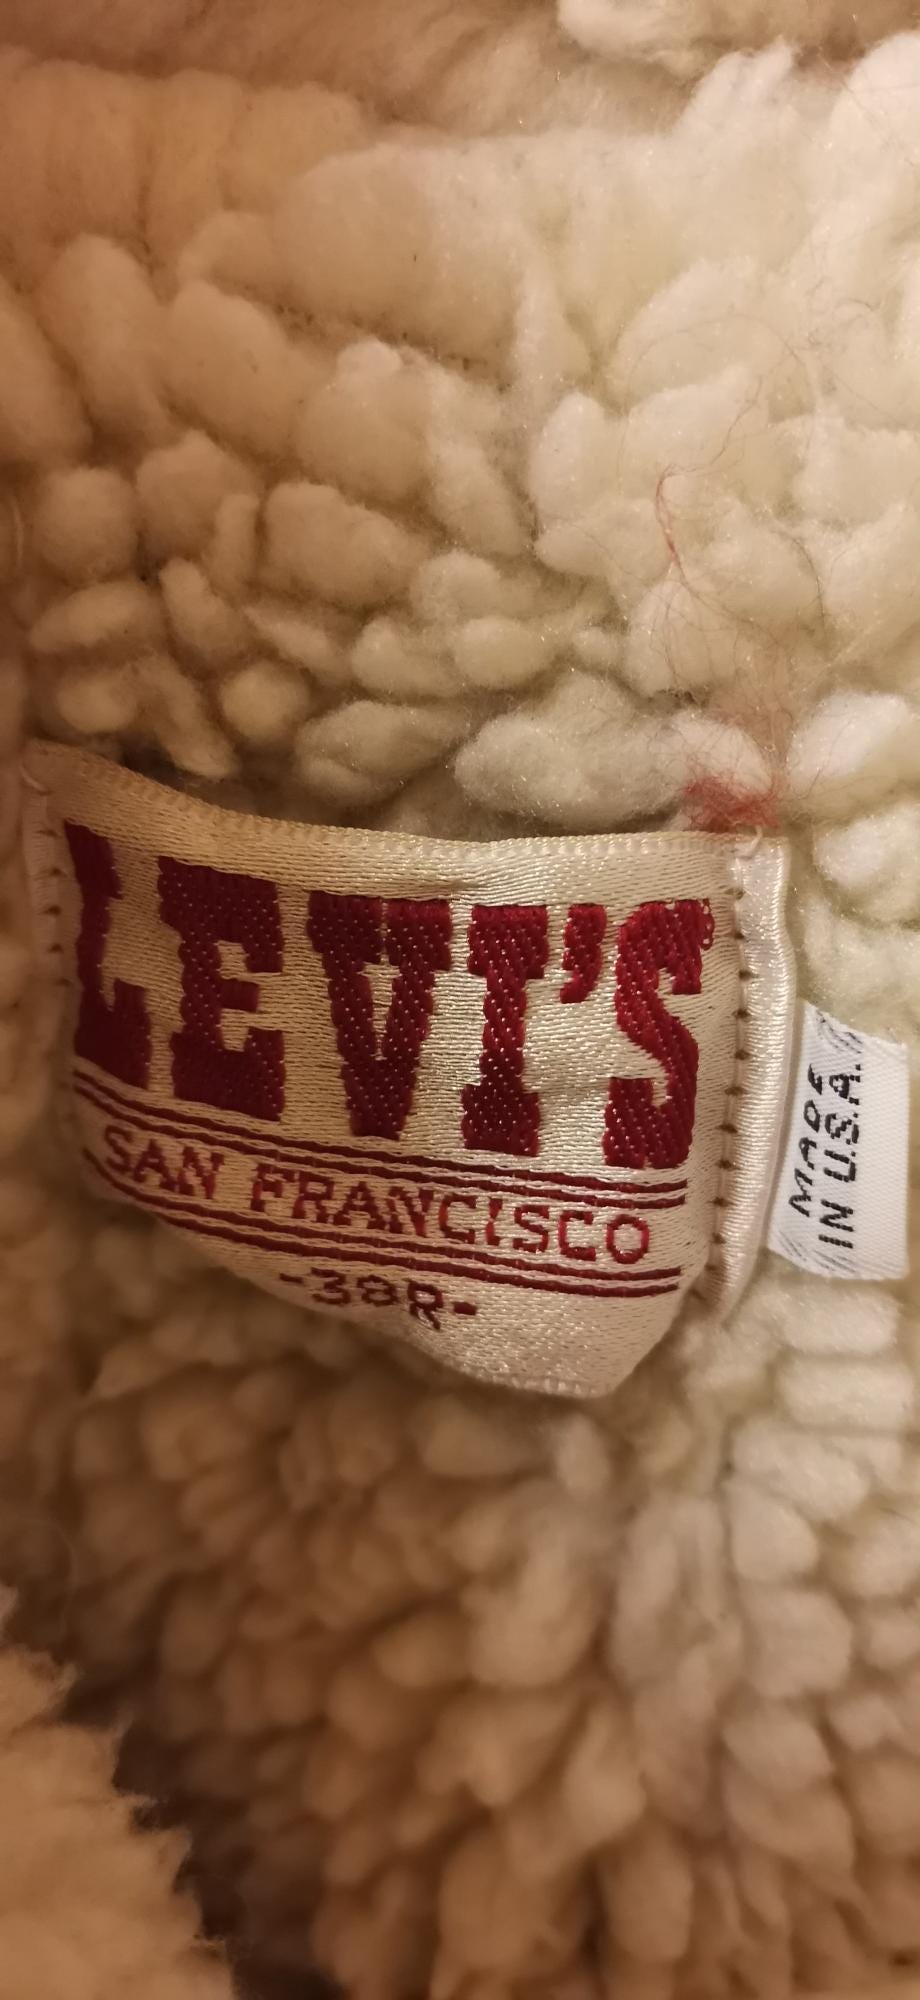 LEVI'S
SAN FRANCISCO
-38R-
MADE
IN U.S.A.